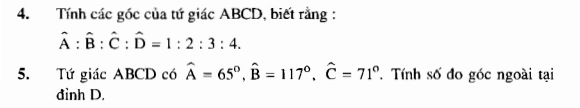 4. Tính các góc của tứ giác ABCD, biết rằng :
Â : B̂ : Ĉ : D̂ = 1 : 2 : 3 : 4.
5. Tứ giác ABCD có Â = 65°, B̂ = 117°, Ĉ = 71°. Tính số đo góc ngoài tại
đỉnh D.